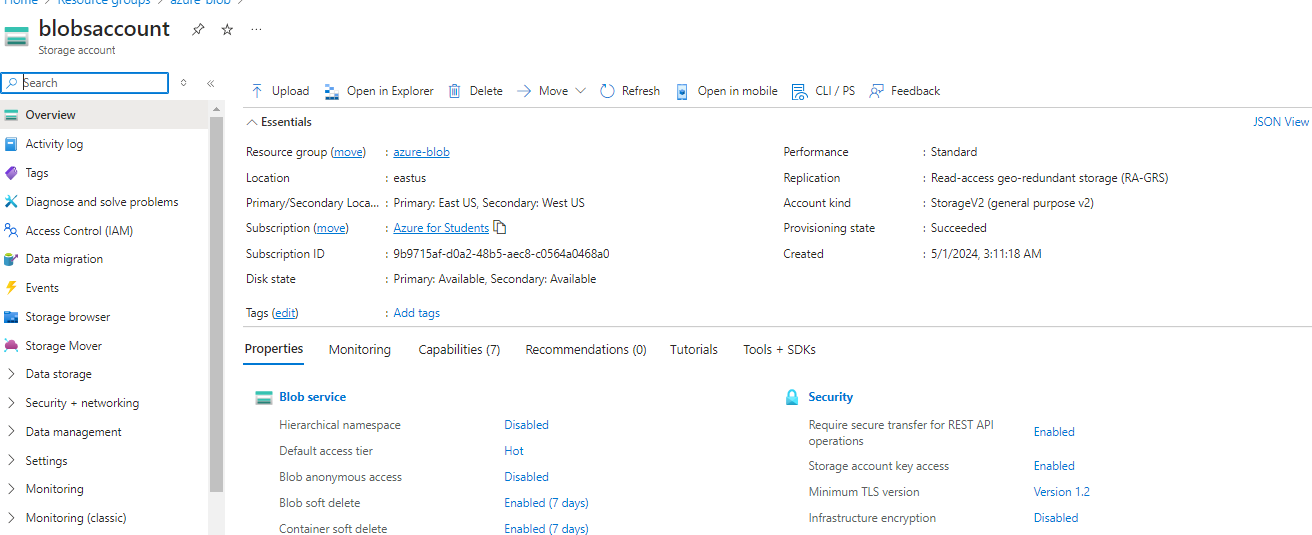 Home > Resource groups > azure-blob >
blobsaccount
Storage account
Search
Overview
Activity log
Tags
Diagnose and solve problems
Access Control (IAM)
Data migration
Events
Storage browser
Storage Mover
Data storage
Security + networking
Data management
Settings
Monitoring
Monitoring (classic)
Upload Open in Explorer Delete Move Refresh Open in mobile CLI / PS Feedback
Essentials JSON View
Resource group (move) : azure-blob
Location : eastus
Primary/Secondary Loca... : Primary: East US, Secondary: West US
Subscription (move) : Azure for Students
Subscription ID : 9b9715af-d0a2-48b5-aec8-c0564a0468a0
Disk state : Primary: Available, Secondary: Available
Tags (edit) : Add tags
Performance : Standard
Replication : Read-access geo-redundant storage (RA-GRS)
Account kind : StorageV2 (general purpose v2)
Provisioning state : Succeeded
Created : 5/1/2024, 3:11:18 AM
Properties Monitoring Capabilities (7) Recommendations (0) Tutorials Tools + SDKs
Blob service
Hierarchical namespace Disabled
Default access tier Hot
Blob anonymous access Disabled
Blob soft delete Enabled (7 days)
Container soft delete Enabled (7 days)
Security
Require secure transfer for REST API
operations Enabled
Storage account key access Enabled
Minimum TLS version Version 1.2
Infrastructure encryption Disabled